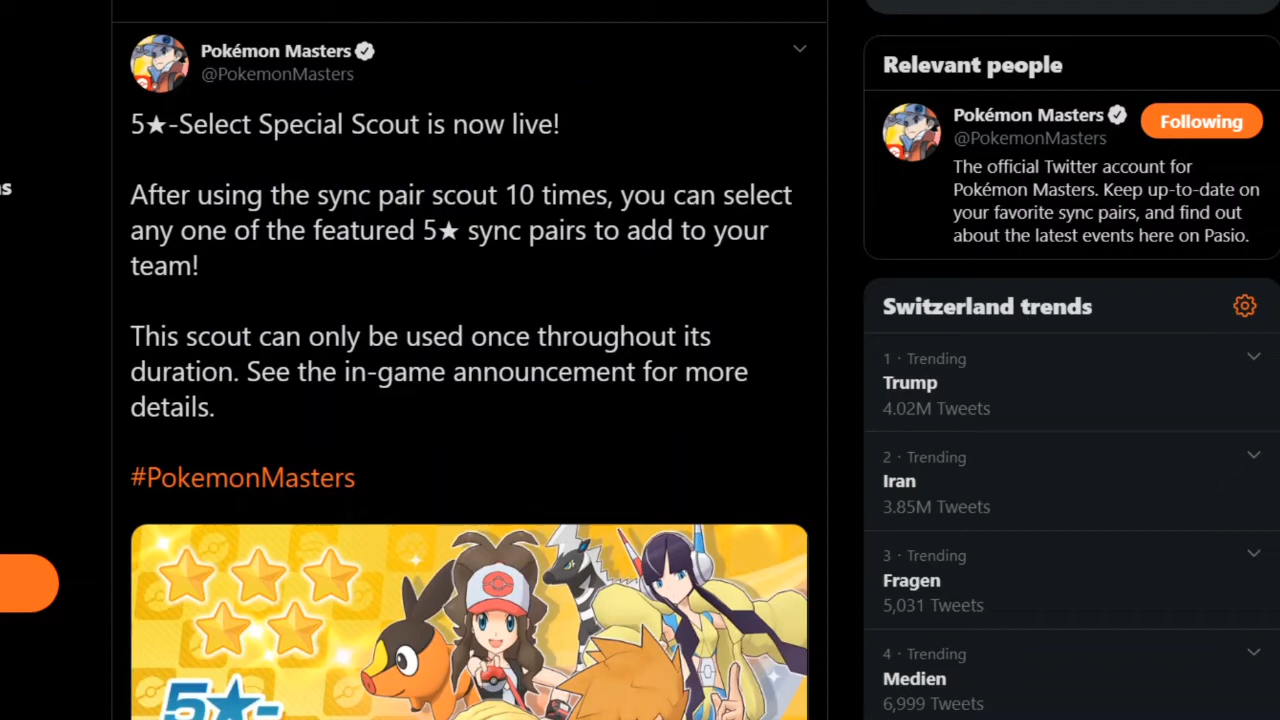 Pokémon Masters
@PokemonMasters
5★-Select Special Scout is now live!
After using the sync pair scout 10 times, you can select
any one of the featured 5★ sync pairs to add to your
team!
This scout can only be used once throughout its
duration. See the in-game announcement for more
details.
#PokemonMasters
5★-
Relevant people
Pokémon Masters
@PokemonMasters
Following
The official Twitter account for
Pokémon Masters. Keep up-to-date on
your favorite sync pairs, and find out
about the latest events here on Pasio.
Switzerland trends
1 · Trending
Trump
4.02M Tweets
2 · Trending
Iran
3.85M Tweets
3 · Trending
Fragen
5,031 Tweets
4 · Trending
Medien
6,999 Tweets